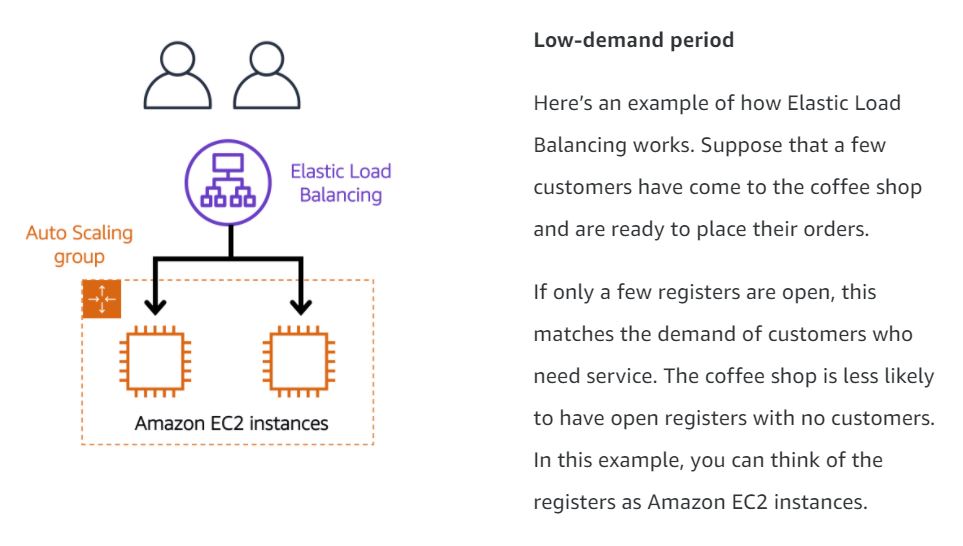 Elastic Load
Balancing
Auto Scaling
group
Amazon EC2 instances
Low-demand period
Here’s an example of how Elastic Load
Balancing works. Suppose that a few
customers have come to the coffee shop
and are ready to place their orders.
If only a few registers are open, this
matches the demand of customers who
need service. The coffee shop is less likely
to have open registers with no customers.
In this example, you can think of the
registers as Amazon EC2 instances.